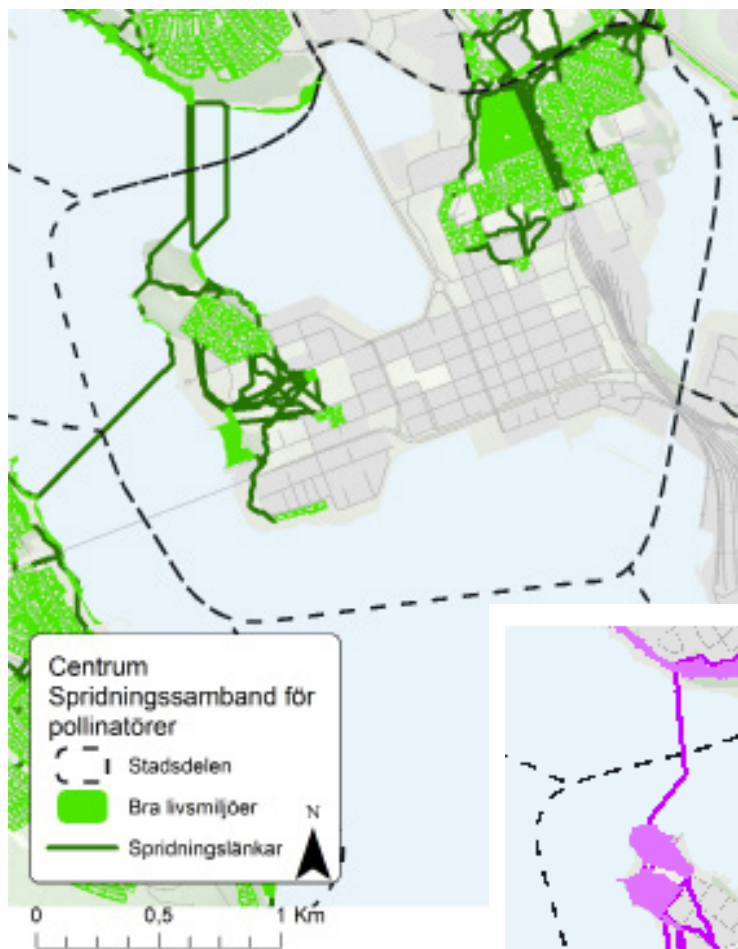 Centrum
Spridningssamband för
pollinatörer
Stadsdelen
Bra livsmiljöer
Spridningslänkar
N
0 0,5 1 Km